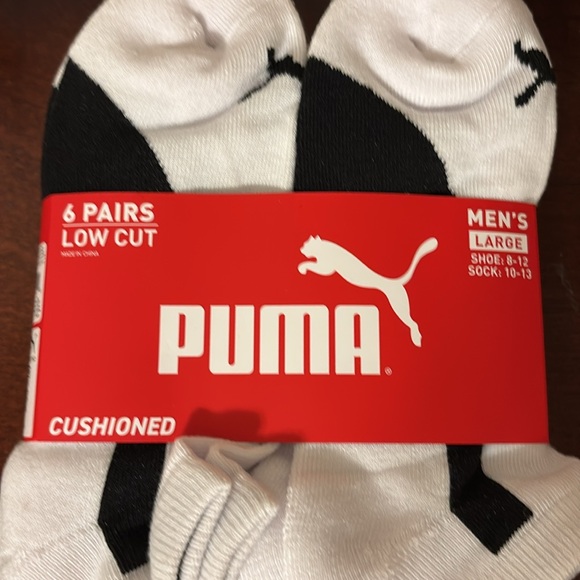 6 PAIRS
LOW CUT
MADE IN CHINA
MEN'S
LARGE
SHOE: 8-12
SOCK: 10-13
PUMA®
CUSHIONED